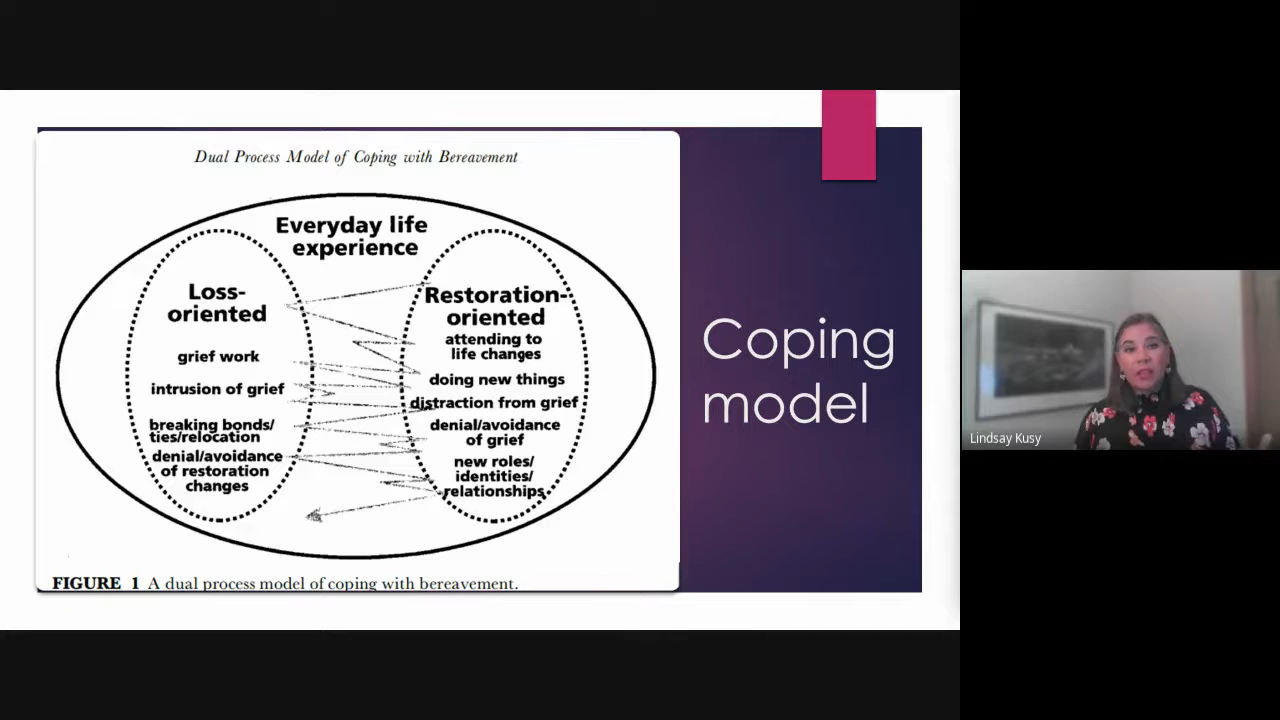 Dual Process Model of Coping with Bereavement
Everyday life
experience
Loss-
oriented
grief work
intrusion of grief
breaking bonds/
ties/relocation
denial/avoidance
of restoration
changes
Restoration-
oriented
attending to
life changes
doing new things
distraction from grief
denial/avoidance
of grief
new roles/
identities/
relationships
FIGURE 1 A dual process model of coping with bereavement.
Coping
model
Lindsay Kusy